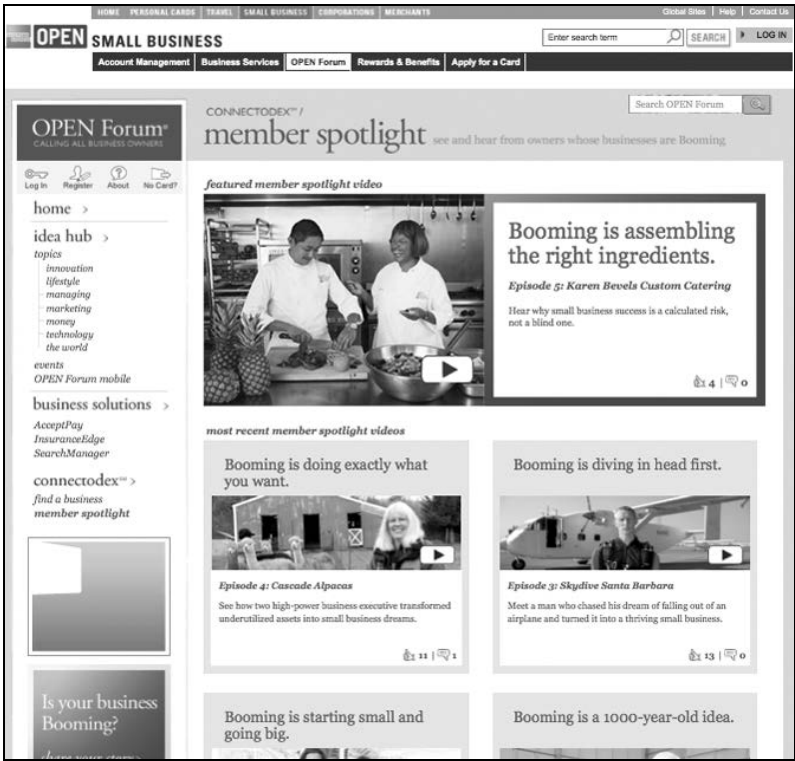 HOME PERSONAL CARDS TRAVEL SMALL BUSINESS CORPORATIONS MERCHANTS
Global Sites | Help | Contact Us
OPEN SMALL BUSINESS
Enter search term
SEARCH
LOG IN
Account Management Business Services OPEN Forum Rewards & Benefits Apply for a Card
OPEN Forum®
CALLING ALL BUSINESS OWNERS
Log In Register About No Card?
home >
idea hub >
topics
innovation
lifestyle
managing
marketing
money
technology
the world
events
OPEN Forum mobile
business solutions >
AcceptPay
InsuranceEdge
SearchManager
connectodex℠ >
find a business
member spotlight
Is your business
Booming?
share your story
CONNECTODEX℠ /
member spotlight see and hear from owners whose businesses are Booming
Search OPEN Forum
featured member spotlight video
Booming is assembling
the right ingredients.
Episode 5: Karen Bevels Custom Catering
Hear why small business success is a calculated risk,
not a blind one.
4 | 0
most recent member spotlight videos
Booming is doing exactly what
you want.
Episode 4: Cascade Alpacas
See how two high-power business executive transformed
underutilized assets into small business dreams.
11 | 1
Booming is diving in head first.
Episode 3: Skydive Santa Barbara
Meet a man who chased his dream of falling out of an
airplane and turned it into a thriving small business.
13 | 0
Booming is starting small and
going big.
Booming is a 1000-year-old idea.